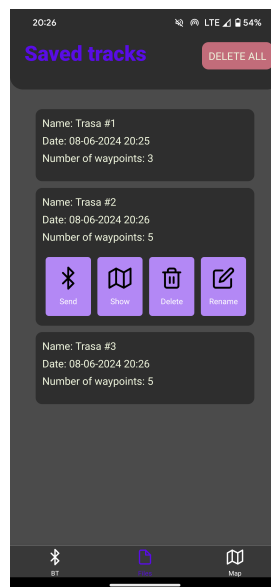 20:26 LTE 54%
Saved tracks
DELETE ALL
Name: Trasa #1
Date: 08-06-2024 20:25
Number of waypoints: 3
Name: Trasa #2
Date: 08-06-2024 20:26
Number of waypoints: 5
Send Show Delete Rename
Name: Trasa #3
Date: 08-06-2024 20:26
Number of waypoints: 5
BT Map